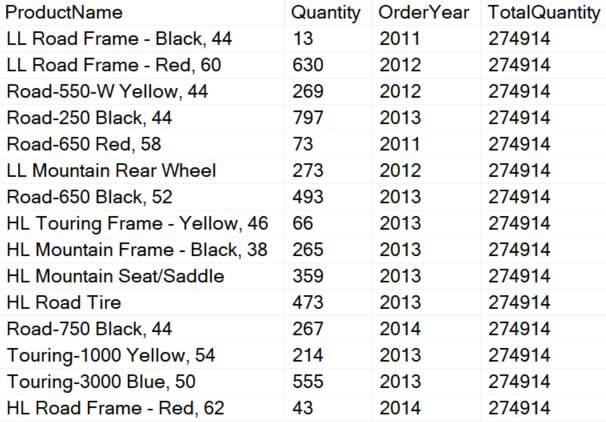 ProductName Quantity OrderYear TotalQuantity
LL Road Frame - Black, 44 13 2011 274914
LL Road Frame - Red, 60 630 2012 274914
Road-550-W Yellow, 44 269 2012 274914
Road-250 Black, 44 797 2013 274914
Road-650 Red, 58 73 2011 274914
LL Mountain Rear Wheel 273 2012 274914
Road-650 Black, 52 493 2013 274914
HL Touring Frame - Yellow, 46 66 2013 274914
HL Mountain Frame - Black, 38 265 2013 274914
HL Mountain Seat/Saddle 359 2013 274914
HL Road Tire 473 2013 274914
Road-750 Black, 44 267 2014 274914
Touring-1000 Yellow, 54 214 2013 274914
Touring-3000 Blue, 50 555 2013 274914
HL Road Frame - Red, 62 43 2014 274914